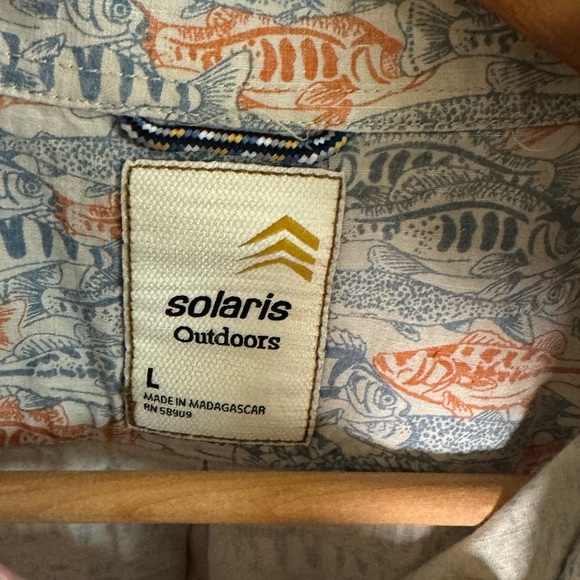 solaris
Outdoors
L
MADE IN MADAGASCAR
RN 58909